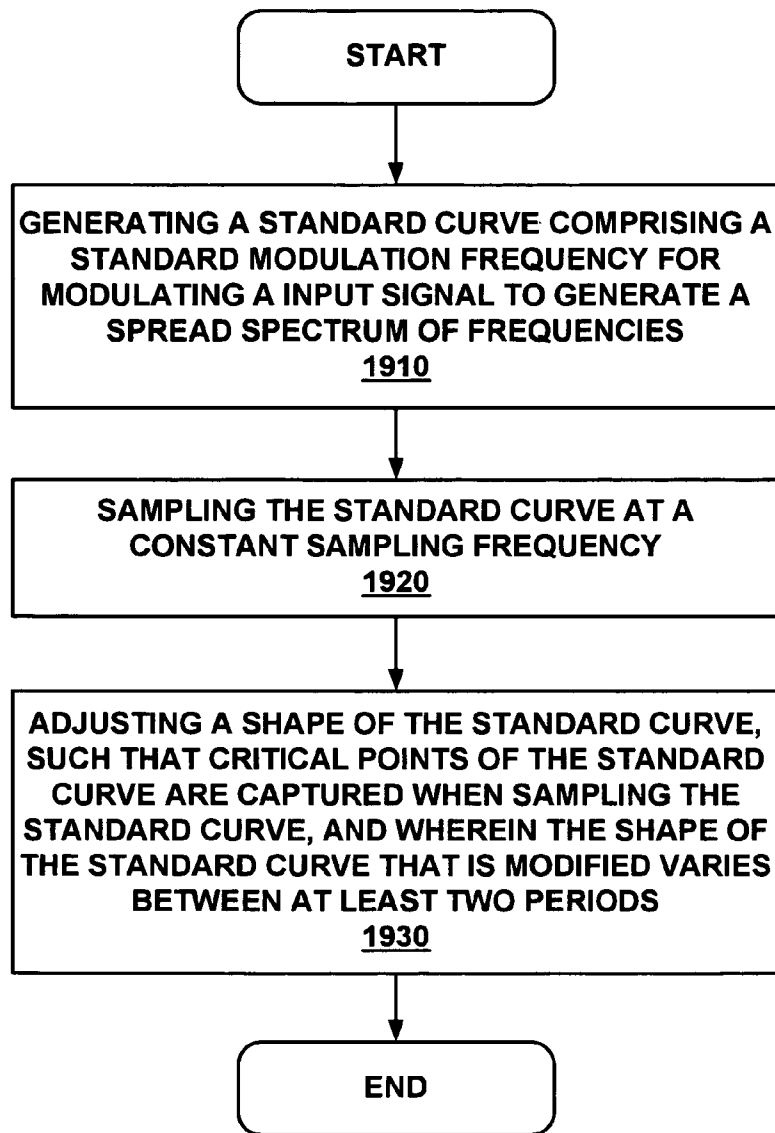 START
GENERATING A STANDARD CURVE COMPRISING A
STANDARD MODULATION FREQUENCY FOR
MODULATING A INPUT SIGNAL TO GENERATE A
SPREAD SPECTRUM OF FREQUENCIES
1910
SAMPLING THE STANDARD CURVE AT A
CONSTANT SAMPLING FREQUENCY
1920
ADJUSTING A SHAPE OF THE STANDARD CURVE,
SUCH THAT CRITICAL POINTS OF THE STANDARD
CURVE ARE CAPTURED WHEN SAMPLING THE
STANDARD CURVE, AND WHEREIN THE SHAPE OF
THE STANDARD CURVE THAT IS MODIFIED VARIES
BETWEEN AT LEAST TWO PERIODS
1930
END